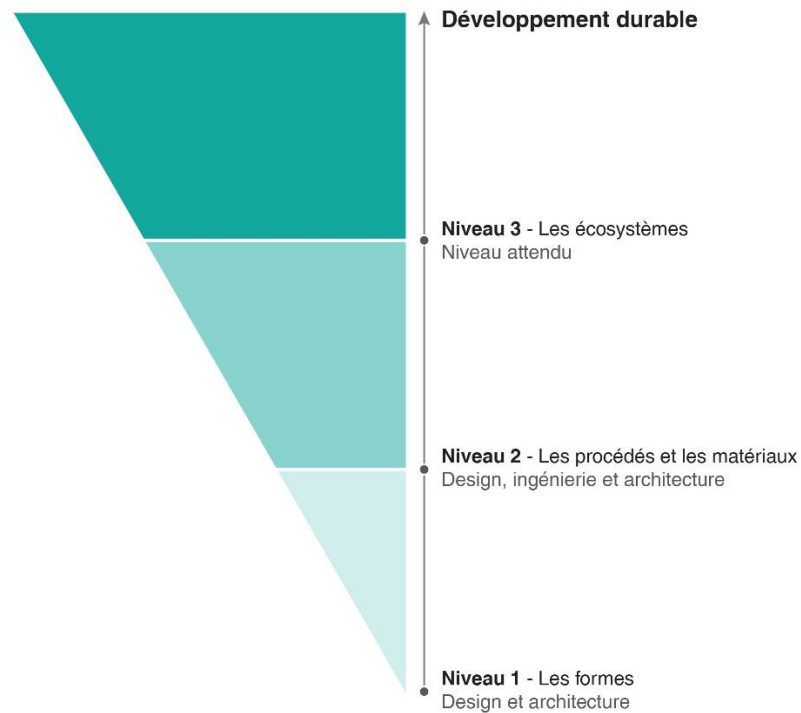 Développement durable
Niveau 3 - Les écosystèmes
Niveau attendu
Niveau 2 - Les procédés et les matériaux
Design, ingénierie et architecture
Niveau 1 - Les formes
Design et architecture